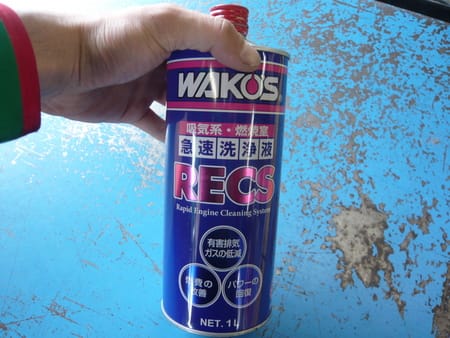 WAKO'S
吸気系・燃焼室
急速洗浄液
RECS
Rapid Engine Cleaning System
有害排気
ガスの低減
燃費の
改善
パワーの
回復
NET. 1L